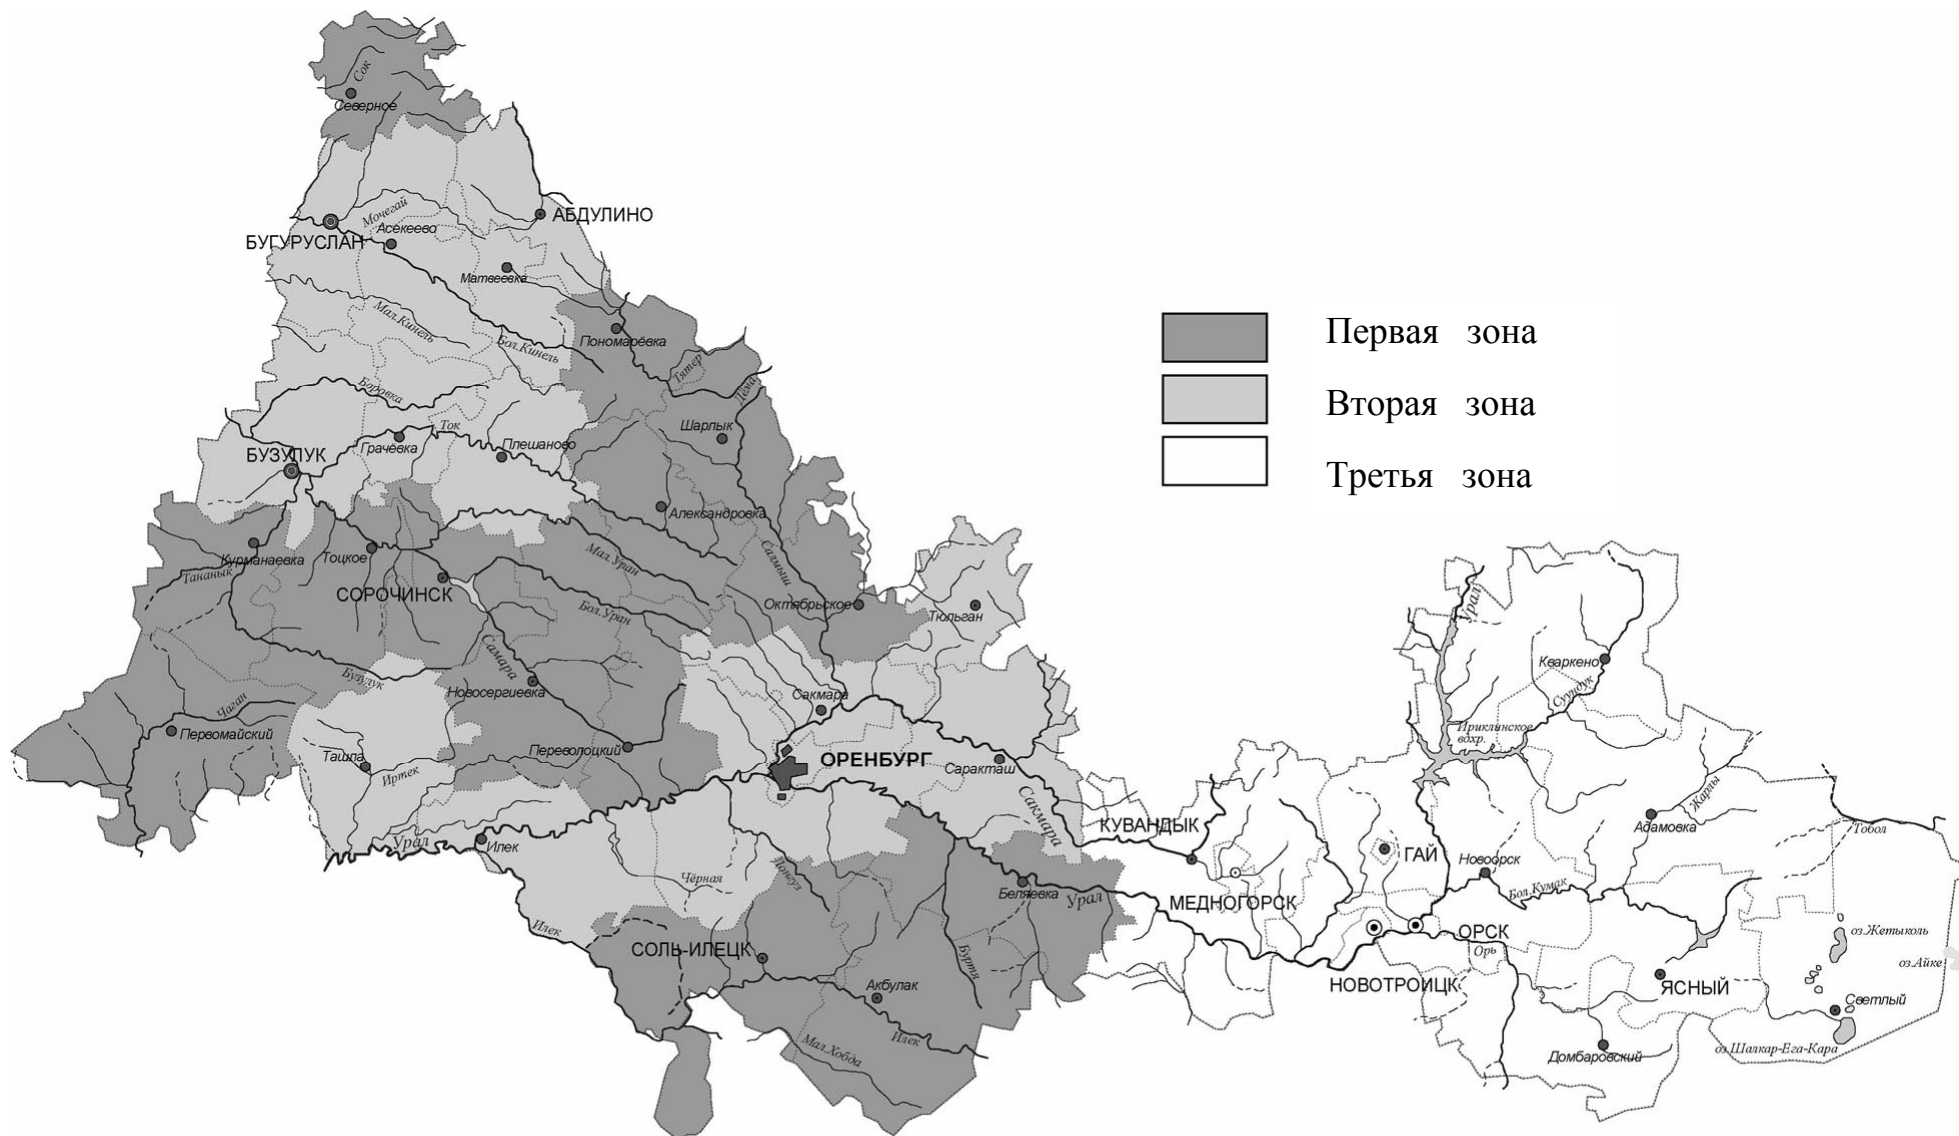 Сок
Северное
АБДУЛИНО
Мочегай
Асекеево
БУГУРУСЛАН
Матвеевка
Мал.Кинель
Бол.Кинель
Пономарёвка
Тятер
Дёма
Боровка
Ток
Шарлык
Грачёвка
Плешаново
БУЗУЛУК
Александровка
Первая зона
Вторая зона
Третья зона
Курманаевка
Тоцкое
Мал.Уран
Салмыш
Тананык
СОРОЧИНСК
Бол.Уран
Октябрьское
Тюльган
Урал
Самара
Бузулук
Новосергиевка
Сакмара
Кваркено
Суундук
Чаган
Первомайский
Ириклинское
вдхр.
Ташла
Иртек
Переволоцкий
ОРЕНБУРГ
Саракташ
Сакмара
Жарлы
КУВАНДЫК
Адамовка
Тобол
Урал
Илек
ГАЙ
Новоорск
Чёрная
Беляевка
Урал
МЕДНОГОРСК
Бол.Кумак
Илек
СОЛЬ-ИЛЕЦК
Буртя
ОРСК
Орь
оз.Жетыколь
оз.Айке
Акбулак
НОВОТРОИЦК
ЯСНЫЙ
Светлый
Илек
Мал.Хобда
Домбаровский
оз.Шалкар-Ега-Кара